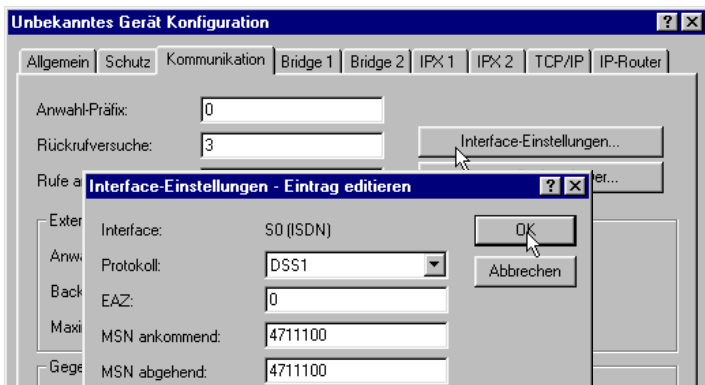 Unbekanntes Gerät Konfiguration
Allgemein Schutz Kommunikation Bridge 1 Bridge 2 IPX 1 IPX 2 TCP/IP IP-Router
Anwahl-Präfix: 0
Rückrufversuche: 3 Interface-Einstellungen...
Rufe
Interface-Einstellungen - Eintrag editieren
Interface: S0 (ISDN) OK
Protokoll: DSS1 Abbrechen
EAZ: 0
MSN ankommend: 4711100
MSN abgehend: 4711100